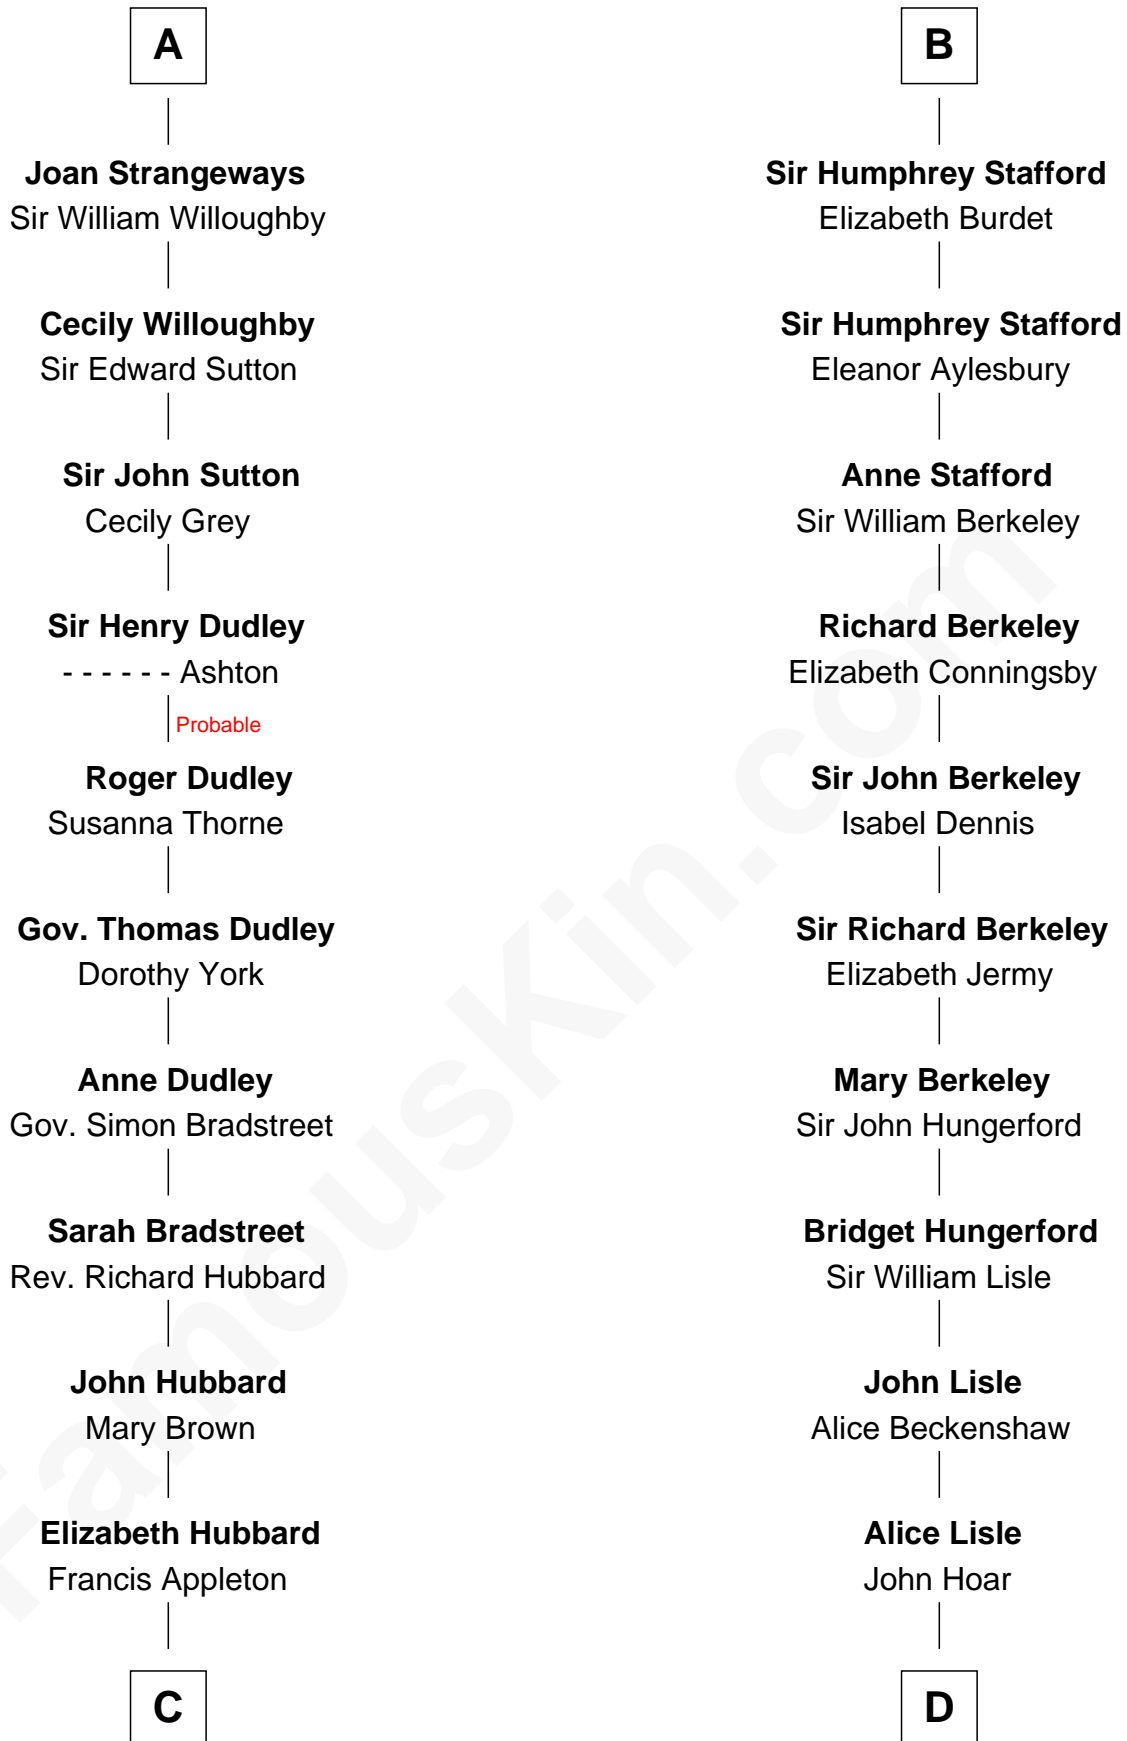 A
Joan Strangeways
Sir William Willoughby
Cecily Willoughby
Sir Edward Sutton
Sir John Sutton
Cecily Grey
Sir Henry Dudley
- - - - - - Ashton
Probable
Roger Dudley
Susanna Thorne
Gov. Thomas Dudley
Dorothy York
Anne Dudley
Gov. Simon Bradstreet
Sarah Bradstreet
Rev. Richard Hubbard
John Hubbard
Mary Brown
Elizabeth Hubbard
Francis Appleton
C
B
Sir Humphrey Stafford
Elizabeth Burdet
Sir Humphrey Stafford
Eleanor Aylesbury
Anne Stafford
Sir William Berkeley
Richard Berkeley
Elizabeth Conningsby
Sir John Berkeley
Isabel Dennis
Sir Richard Berkeley
Elizabeth Jermy
Mary Berkeley
Sir John Hungerford
Bridget Hungerford
Sir William Lisle
John Lisle
Alice Beckenshaw
Alice Lisle
John Hoar
D
FamousKin.com